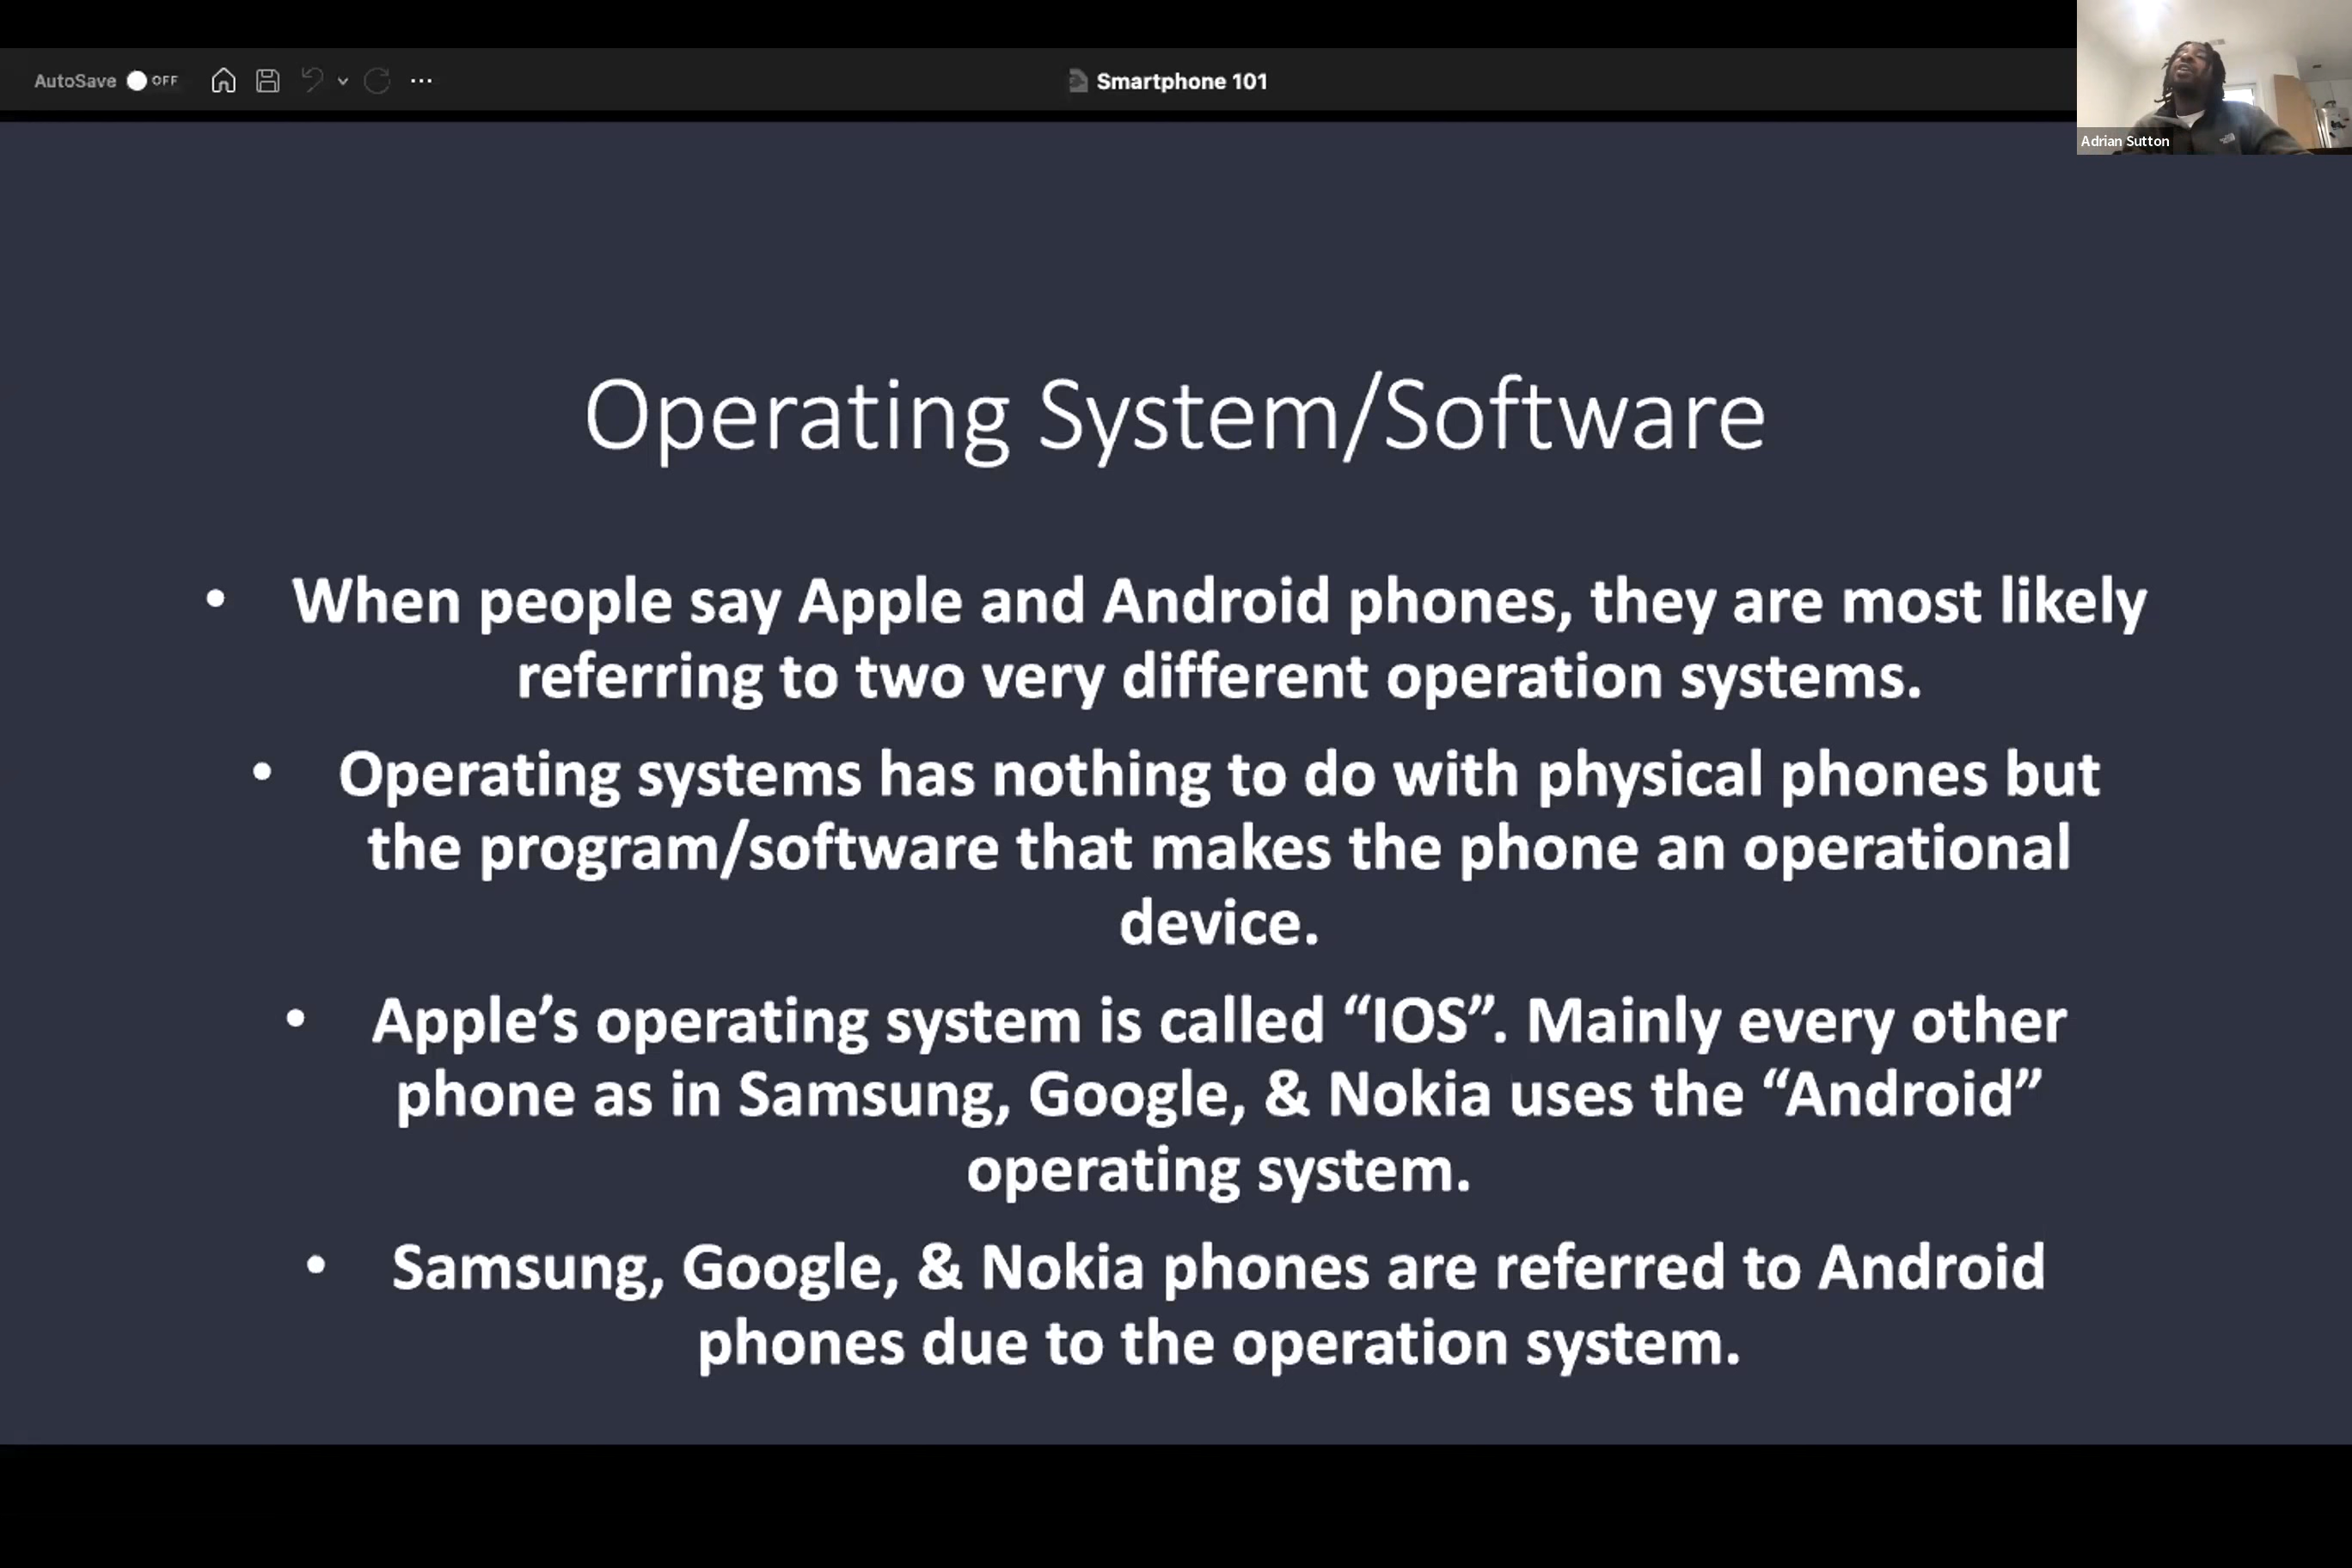 AutoSave OFF
Smartphone 101
Adrian Sutton
Operating System/Software
• When people say Apple and Android phones, they are most likely
referring to two very different operation systems.
• Operating systems has nothing to do with physical phones but
the program/software that makes the phone an operational
device.
• Apple’s operating system is called “IOS”. Mainly every other
phone as in Samsung, Google, & Nokia uses the “Android”
operating system.
• Samsung, Google, & Nokia phones are referred to Android
phones due to the operation system.